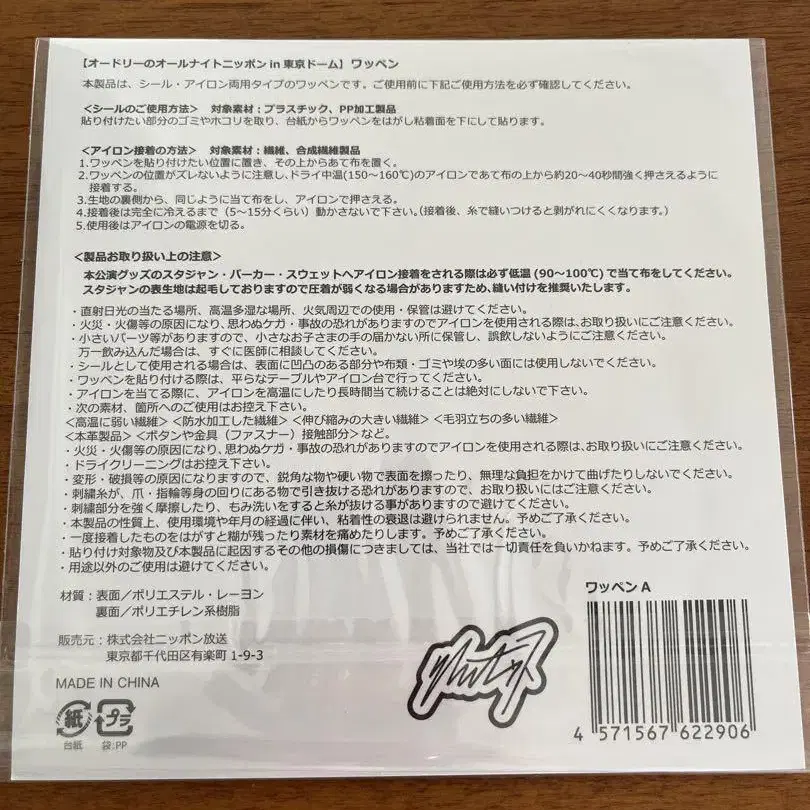 【オードリーのオールナイトニッポン in 東京ドーム】ワッペン
本製品は、シール・アイロン両用タイプのワッペンです。ご使用前に下記ご使用方法を必ず確認してください。
<シールのご使用方法> 対象素材：プラスチック、PP加工製品
貼り付けたい部分のゴミやホコリを取り、台紙からワッペンをはがし粘着面を下にして貼ります。
<アイロン接着の方法> 対象素材：繊維、合成繊維製品
1.ワッペンを貼り付けたい位置に置き、その上からあて布を置く。
2.ワッペンの位置がズレないように注意し、ドライ中温(150～160℃)のアイロンであて布の上から約20～40秒間強く押さえるように
接着する。
3.生地の裏側から、同じように当て布をし、アイロンで押さえる。
4.接着後は完全に冷えるまで（5～15分くらい）動かさないで下さい。（接着後、糸で縫いつけると剥がれにくくなります。）
5.使用後はアイロンの電源を切る。
<製品お取り扱い上の注意>
本公演グッズのスタジャン・パーカー・スウェットへアイロン接着をされる際は必ず低温（90～100℃）で当て布をしてください。
スタジャンの表生地は起毛しておりますので圧着が弱くなる場合がありますため、縫い付けを推奨いたします。
・直射日光の当たる場所、高温多湿な場所、火気周辺での使用・保管は避けてください。
・火災・火傷等の原因になり、思わぬケガ・事故の恐れがありますのでアイロンを使用される際は、お取り扱いにご注意ください。
・小さいパーツ等がありますので、小さなお子さまの手の届かない所に保管し、誤飲しないようにご注意ください。
万一飲み込んだ場合は、すぐに医師に相談してください。
・シールとして使用される場合は、表面に凹凸のある部分や布類・ゴミや埃の多い面には使用しないでください。
・ワッペンを貼り付ける際は、平らなテーブルやアイロン台で行ってください。
・アイロンを当てる際に、アイロンを高温にしたり長時間当て続けることは絶対にしないで下さい。
・次の素材、箇所へのご使用はお控え下さい。
<高温に弱い繊維> <防水加工した繊維> <伸び縮みの大きい繊維> <毛羽立ちの多い繊維>
<本革製品> <ボタンや金具（ファスナー）接触部分> など。
・火災・火傷等の原因になり、思わぬケガ・事故の恐れがありますのでアイロンを使用される際は、お取り扱いにご注意ください。
・ドライクリーニングはお控え下さい。
・変形・破損等の原因になりますので、鋭角な物や硬い物で表面を擦ったり、無理な負担をかけて曲げたりしないでください。
・刺繍糸が、爪・指輪等身の回りにある物で引き抜ける恐れがありますので、お取り扱いにはご注意ください。
・刺繍部分を強く摩擦したり、もみ洗いをすると糸が抜ける事がありますので避けてください。
・本製品の性質上、使用環境や年月の経過に伴い、粘着性の衰退は避けられません。予めご了承ください。
・一度接着したものをはがすと糊が残ったり素材を痛めたりします。予めご了承ください。
・貼り付け対象物及び本製品に起因するその他の損傷につきましては、当社では一切責任を負いかねます。予めご了承ください。
・用途以外のご使用は避けてください。
材質：表面／ポリエステル・レーヨン
裏面／ポリエチレン系樹脂
販売元：株式会社ニッポン放送
東京都千代田区有楽町 1-9-3
MADE IN CHINA
紙
プラ
台紙
袋:PP
ワッペン A
4 571567 622906